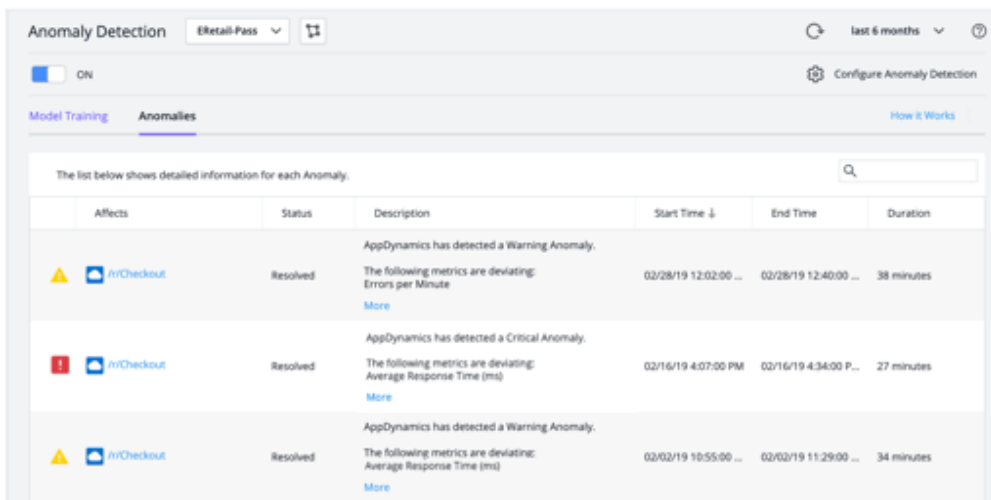 Anomaly Detection ERetail-Pass last 6 months
ON Configure Anomaly Detection
Model Training Anomalies How it Works
The list below shows detailed information for each Anomaly.
Affects Status Description Start Time ↓ End Time Duration
AppDynamics has detected a Warning Anomaly.
/r/Checkout Resolved The following metrics are deviating: 02/28/19 12:02:00 ... 02/28/19 12:40:00 ... 38 minutes
Errors per Minute
More
AppDynamics has detected a Critical Anomaly.
/r/Checkout Resolved The following metrics are deviating: 02/16/19 4:07:00 PM 02/16/19 4:34:00 P... 27 minutes
Average Response Time (ms)
More
AppDynamics has detected a Warning Anomaly.
/r/Checkout Resolved The following metrics are deviating: 02/02/19 10:55:00 ... 02/02/19 11:29:00 ... 34 minutes
Average Response Time (ms)
More